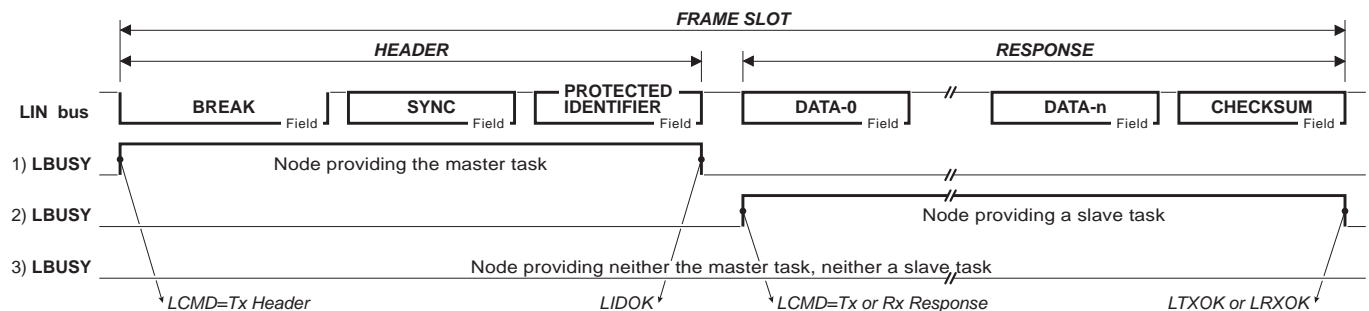 FRAME SLOT
HEADER
RESPONSE
LIN bus
BREAK
Field
SYNC
Field
PROTECTED
IDENTIFIER
Field
DATA-0
Field
DATA-n
Field
CHECKSUM
Field
1) LBUSY
Node providing the master task
2) LBUSY
Node providing a slave task
3) LBUSY
Node providing neither the master task, neither a slave task
LCMD=Tx Header
LIDOK
LCMD=Tx or Rx Response
LTXOK or LRXOK